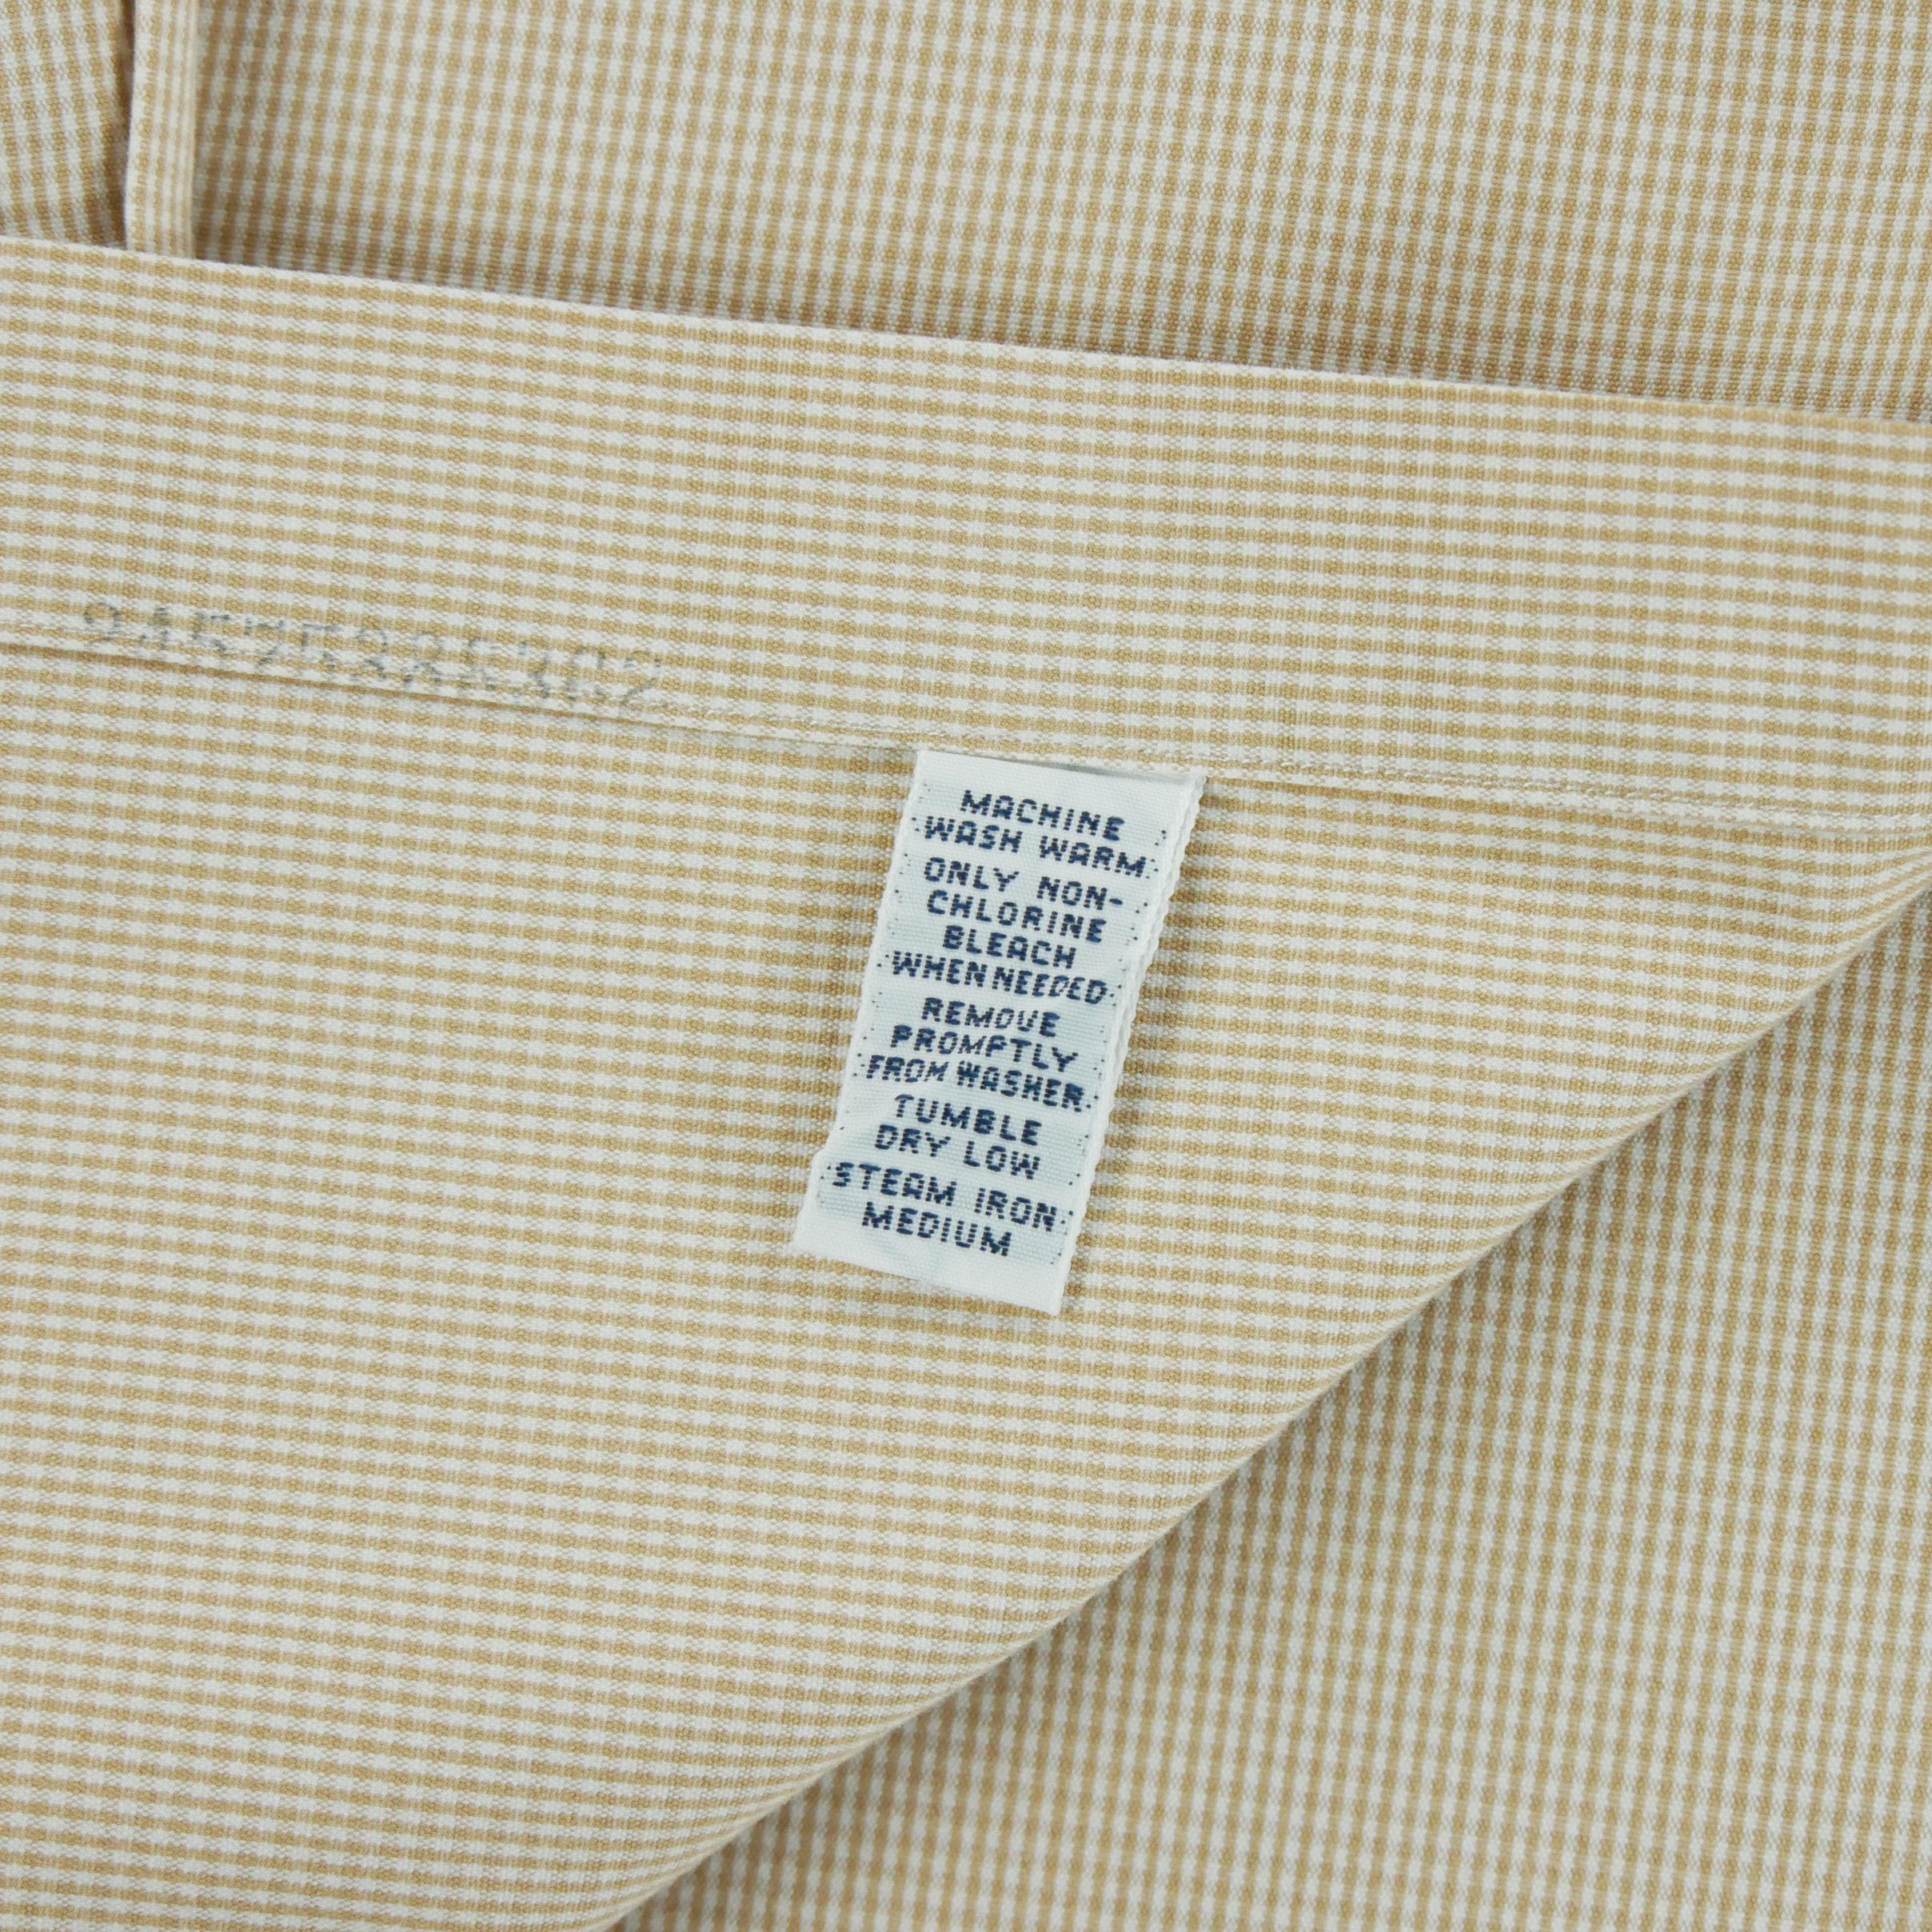 MACHINE
WASH WARM
ONLY NON-
CHLORINE
BLEACH
WHEN NEEDED
REMOVE
PROMPTLY
FROM WASHER
TUMBLE
DRY LOW
STEAM IRON
MEDIUM